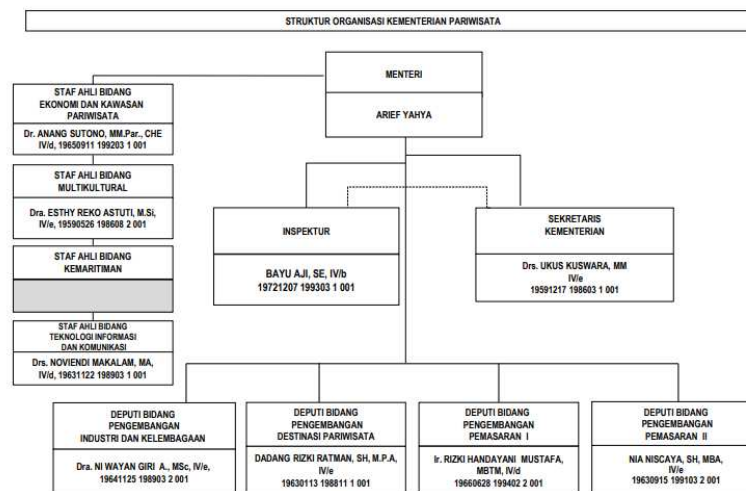 STRUKTUR ORGANISASI KEMENTERIAN PARIWISATA
MENTERI
ARIEF YAHYA
STAF AHLI BIDANG
EKONOMI DAN KAWASAN
PARIWISATA
Dr. ANANG SUTONO, MM.Par., CHE
IV/d, 19650911 199203 1 001
STAF AHLI BIDANG
MULTIKULTURAL
Dra. ESTHY REKO ASTUTI, M.Si,
IV/e, 19590526 198608 2 001
STAF AHLI BIDANG
KEMARITIMAN
STAF AHLI BIDANG
TEKNOLOGI INFORMASI
DAN KOMUNIKASI
Drs. NOVIENDI MAKALAM, MA,
IV/d, 19631122 198903 1 001
INSPEKTUR
BAYU AJI, SE, IV/b
19721207 199303 1 001
SEKRETARIS
KEMENTERIAN
Drs. UKUS KUSWARA, MM
IV/e
19591217 198603 1 001
DEPUTI BIDANG
PENGEMBANGAN
INDUSTRI DAN KELEMBAGAAN
Dra. NI WAYAN GIRI A., MSc, IV/e,
19641125 198903 2 001
DEPUTI BIDANG
PENGEMBANGAN
DESTINASI PARIWISATA
DADANG RIZKI RATMAN, SH, M.P.A,
IV/e
19630113 198811 1 001
DEPUTI BIDANG
PENGEMBANGAN
PEMASARAN I
Ir. RIZKI HANDAYANI MUSTAFA,
MBTM, IV/d
19660628 199402 2 001
DEPUTI BIDANG
PENGEMBANGAN
PEMASARAN II
NIA NISCAYA, SH, MBA,
IV/e
19630915 199103 2 001